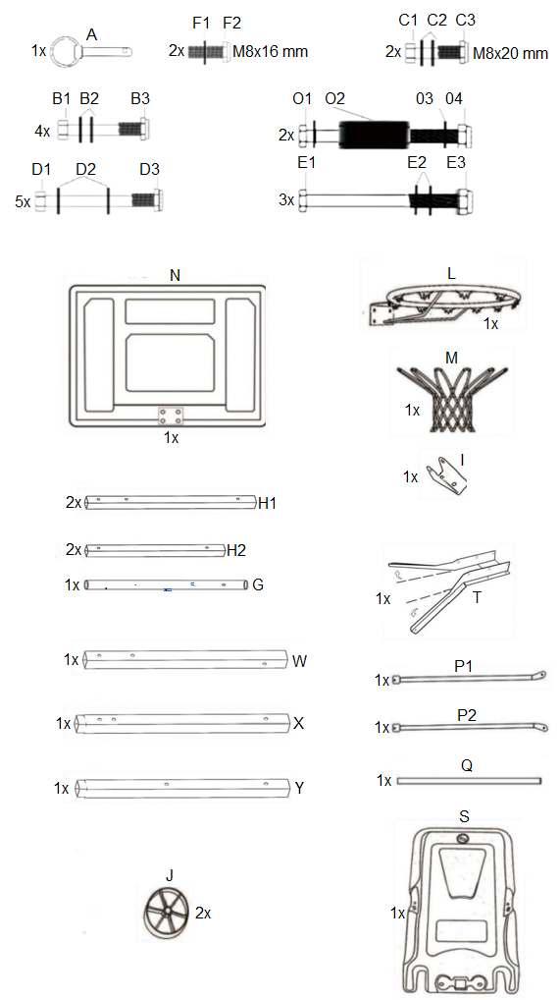 A
1x
F1 F2
2x M8x16 mm
C1 C2 C3
2x M8x20 mm
B1 B2 B3
4x
O1 O2 03 04
2x
D1 D2 D3
5x
E1 E2 E3
3x
N
1x
L
1x
M
1x
I
1x
2x H1
2x H2
1x G
T
1x
1x W
P1
1x
1x X
P2
1x
1x Y
Q
1x
S
1x
J
2x